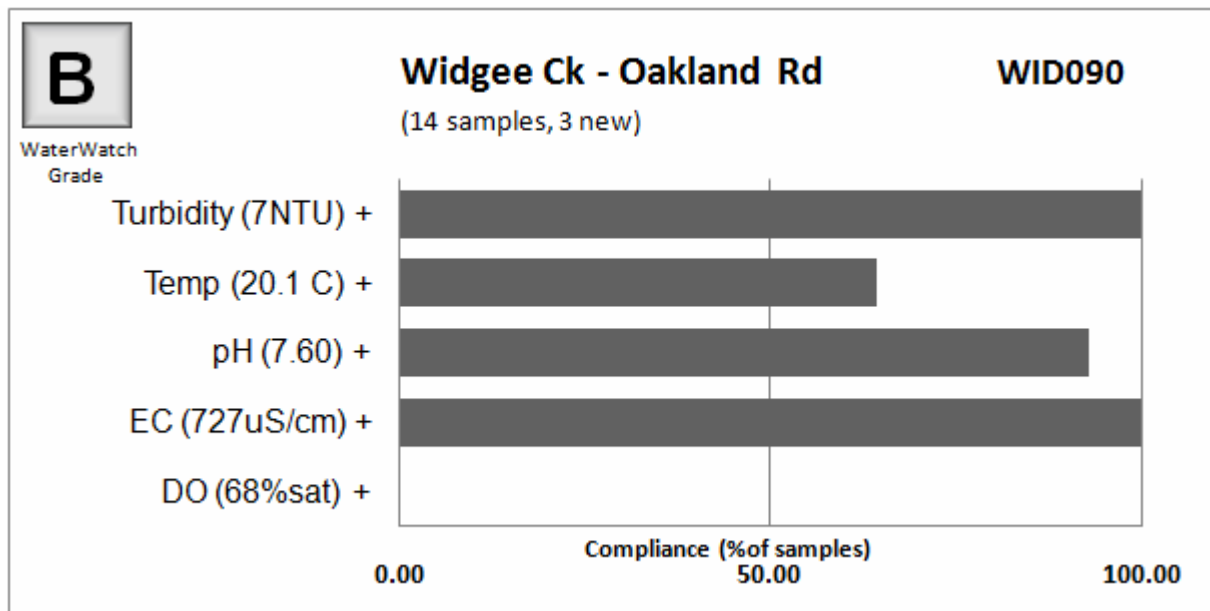 B
WaterWatch
Grade
Widgee Ck - Oakland Rd WID090
(14 samples, 3 new)
Turbidity (7NTU) +
Temp (20.1 C) +
pH (7.60) +
EC (727uS/cm) +
DO (68%sat) +
Compliance (%of samples)
0.00 50.00 100.00